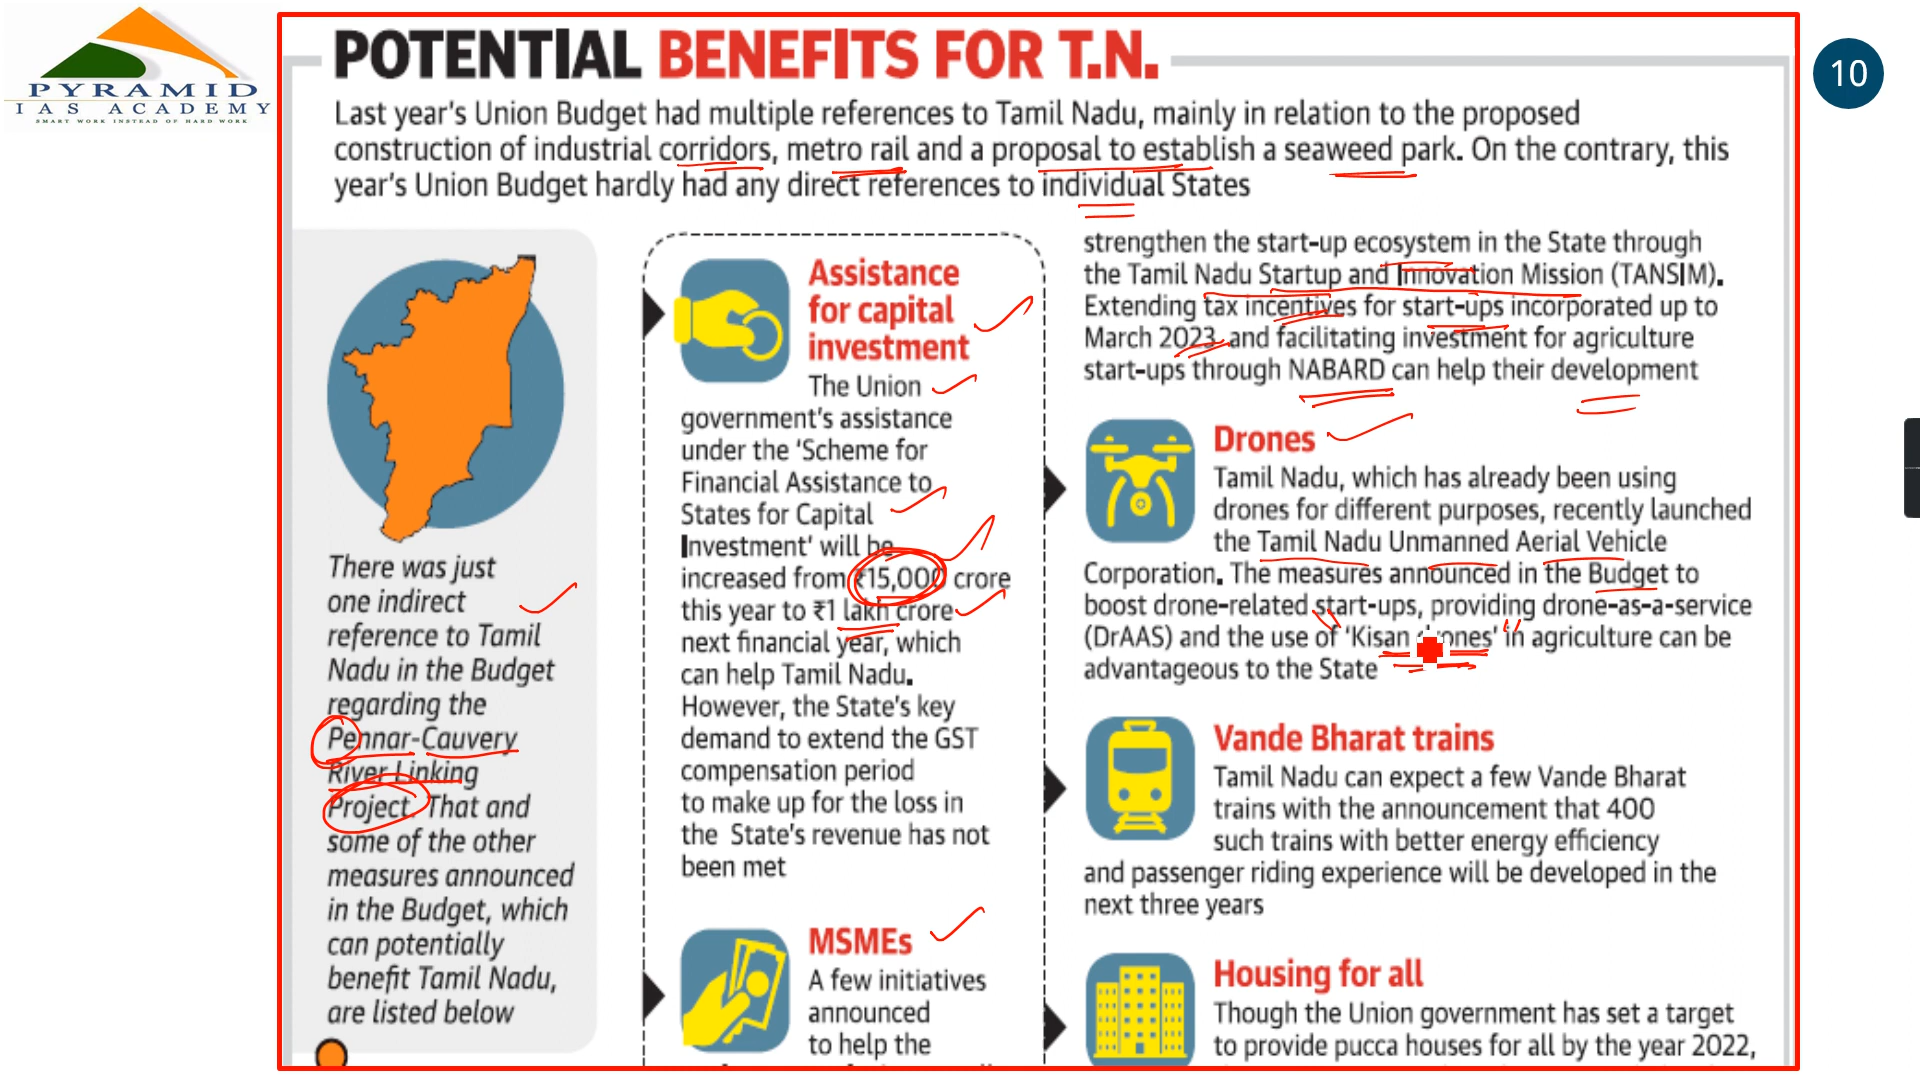 PYRAMID
IAS ACADEMY
SMART WORK INSTEAD OF HARD WORK
10
POTENTIAL BENEFITS FOR T.N.
Last year's Union Budget had multiple references to Tamil Nadu, mainly in relation to the proposed
construction of industrial corridors, metro rail and a proposal to establish a seaweed park. On the contrary, this
year's Union Budget hardly had any direct references to individual States
There was just
one indirect
reference to Tamil
Nadu in the Budget
regarding the
Pennar-Cauvery
River Linking
Project. That and
some of the other
measures announced
in the Budget, which
can potentially
benefit Tamil Nadu,
are listed below
Assistance
for capital
investment
The Union
government's assistance
under the 'Scheme for
Financial Assistance to
States for Capital
Investment' will be
increased from ₹15,000 crore
this year to ₹1 lakh crore
next financial year, which
can help Tamil Nadu.
However, the State's key
demand to extend the GST
compensation period
to make up for the loss in
the State's revenue has not
been met
MSMEs
A few initiatives
announced
to help the
strengthen the start-up ecosystem in the State through
the Tamil Nadu Startup and Innovation Mission (TANSIM).
Extending tax incentives for start-ups incorporated up to
March 2023 and facilitating investment for agriculture
start-ups through NABARD can help their development
Drones
Tamil Nadu, which has already been using
drones for different purposes, recently launched
the Tamil Nadu Unmanned Aerial Vehicle
Corporation. The measures announced in the Budget to
boost drone-related start-ups, providing drone-as-a-service
(DrAAS) and the use of 'Kisan drones' in agriculture can be
advantageous to the State
Vande Bharat trains
Tamil Nadu can expect a few Vande Bharat
trains with the announcement that 400
such trains with better energy efficiency
and passenger riding experience will be developed in the
next three years
Housing for all
Though the Union government has set a target
to provide pucca houses for all by the year 2022,